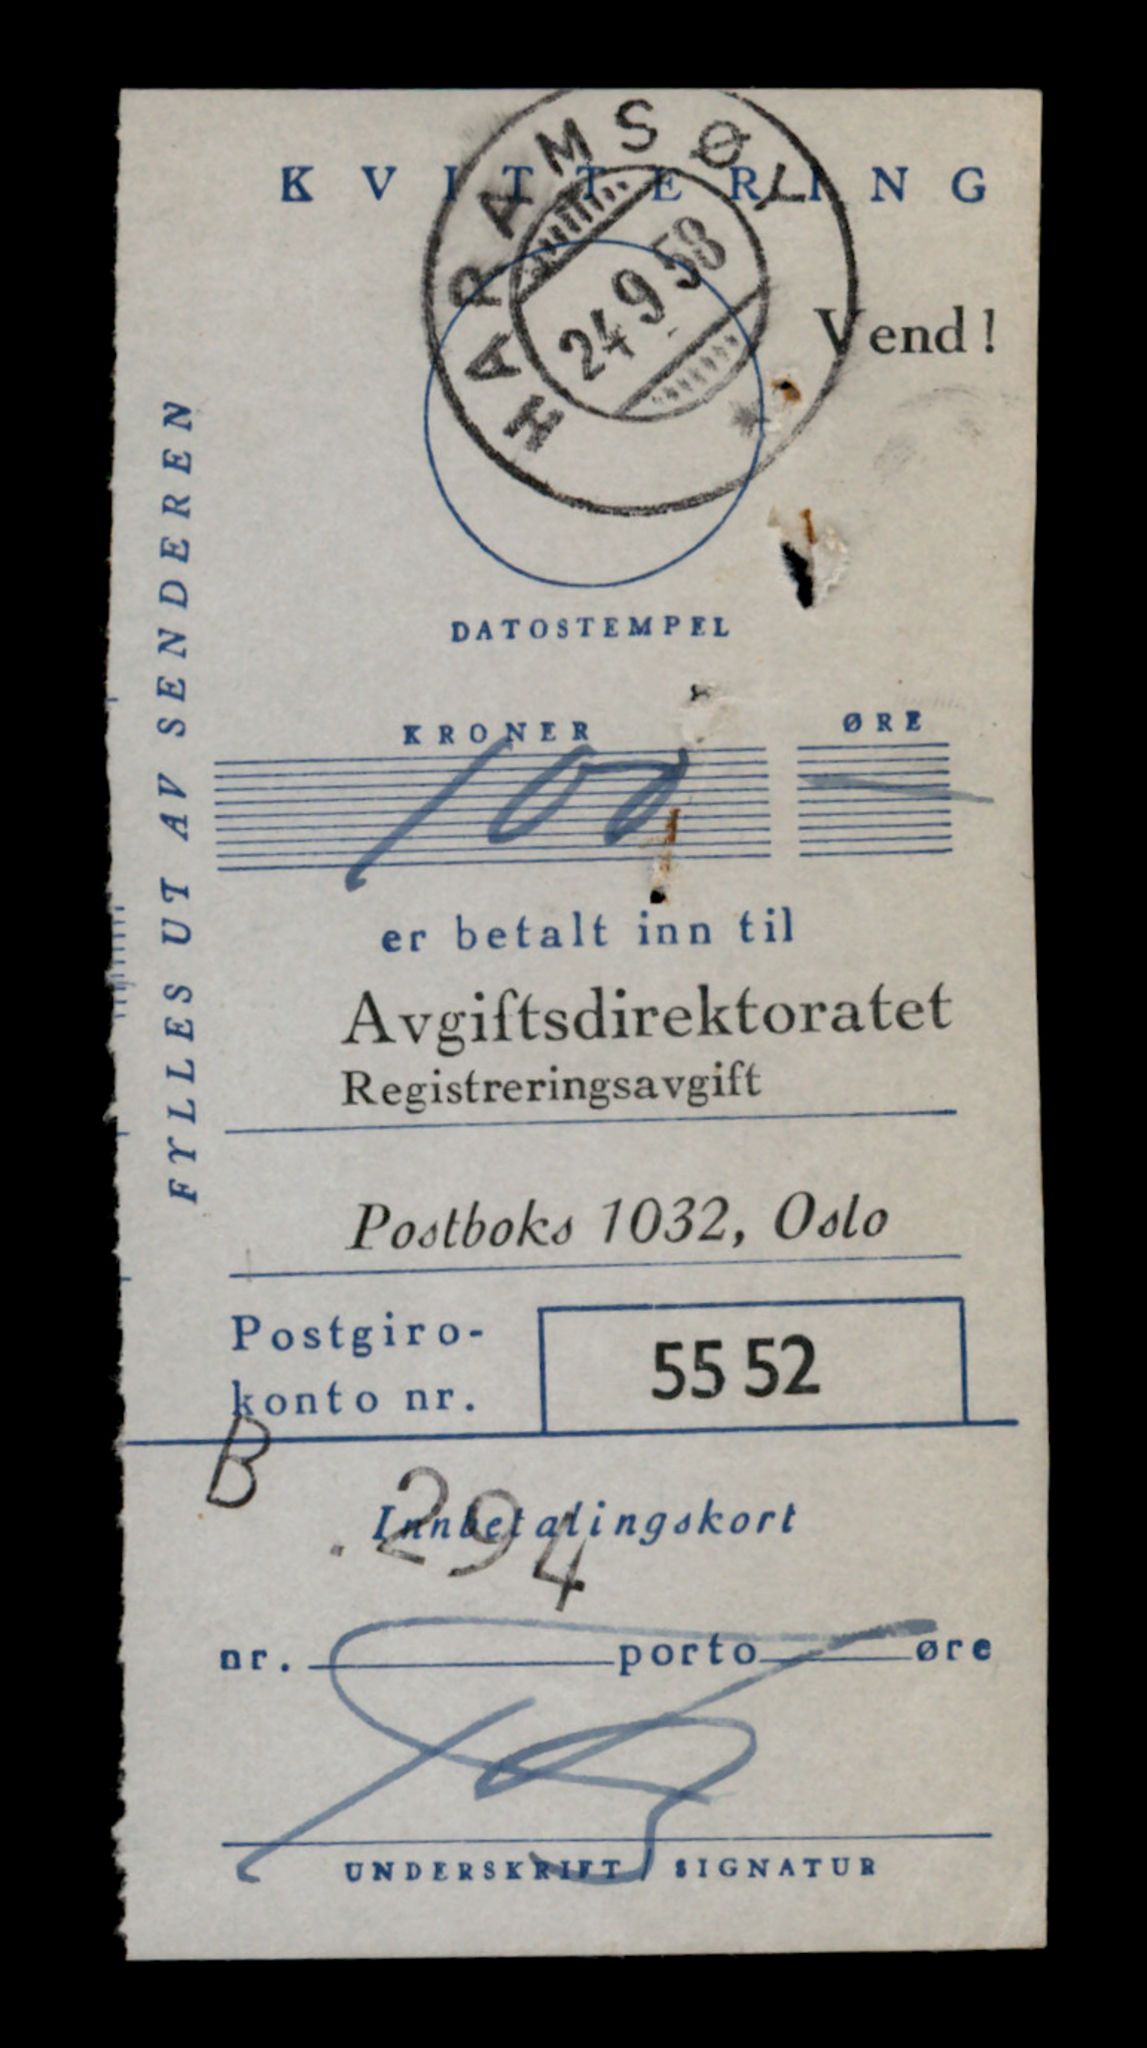 KVITTERING
HARAMSØY
24 9 58
Vend!
DATOSTEMPEL
FYLLES UT AV SENDEREN
KRONER ØRE
100 —
er betalt inn til
Avgiftsdirektoratet
Registreringsavgift
Postboks 1032, Oslo
Postgiro-
konto nr. 55 52
B .294
Innbetalingskort
nr. porto øre
UNDERSKRIFT / SIGNATUR